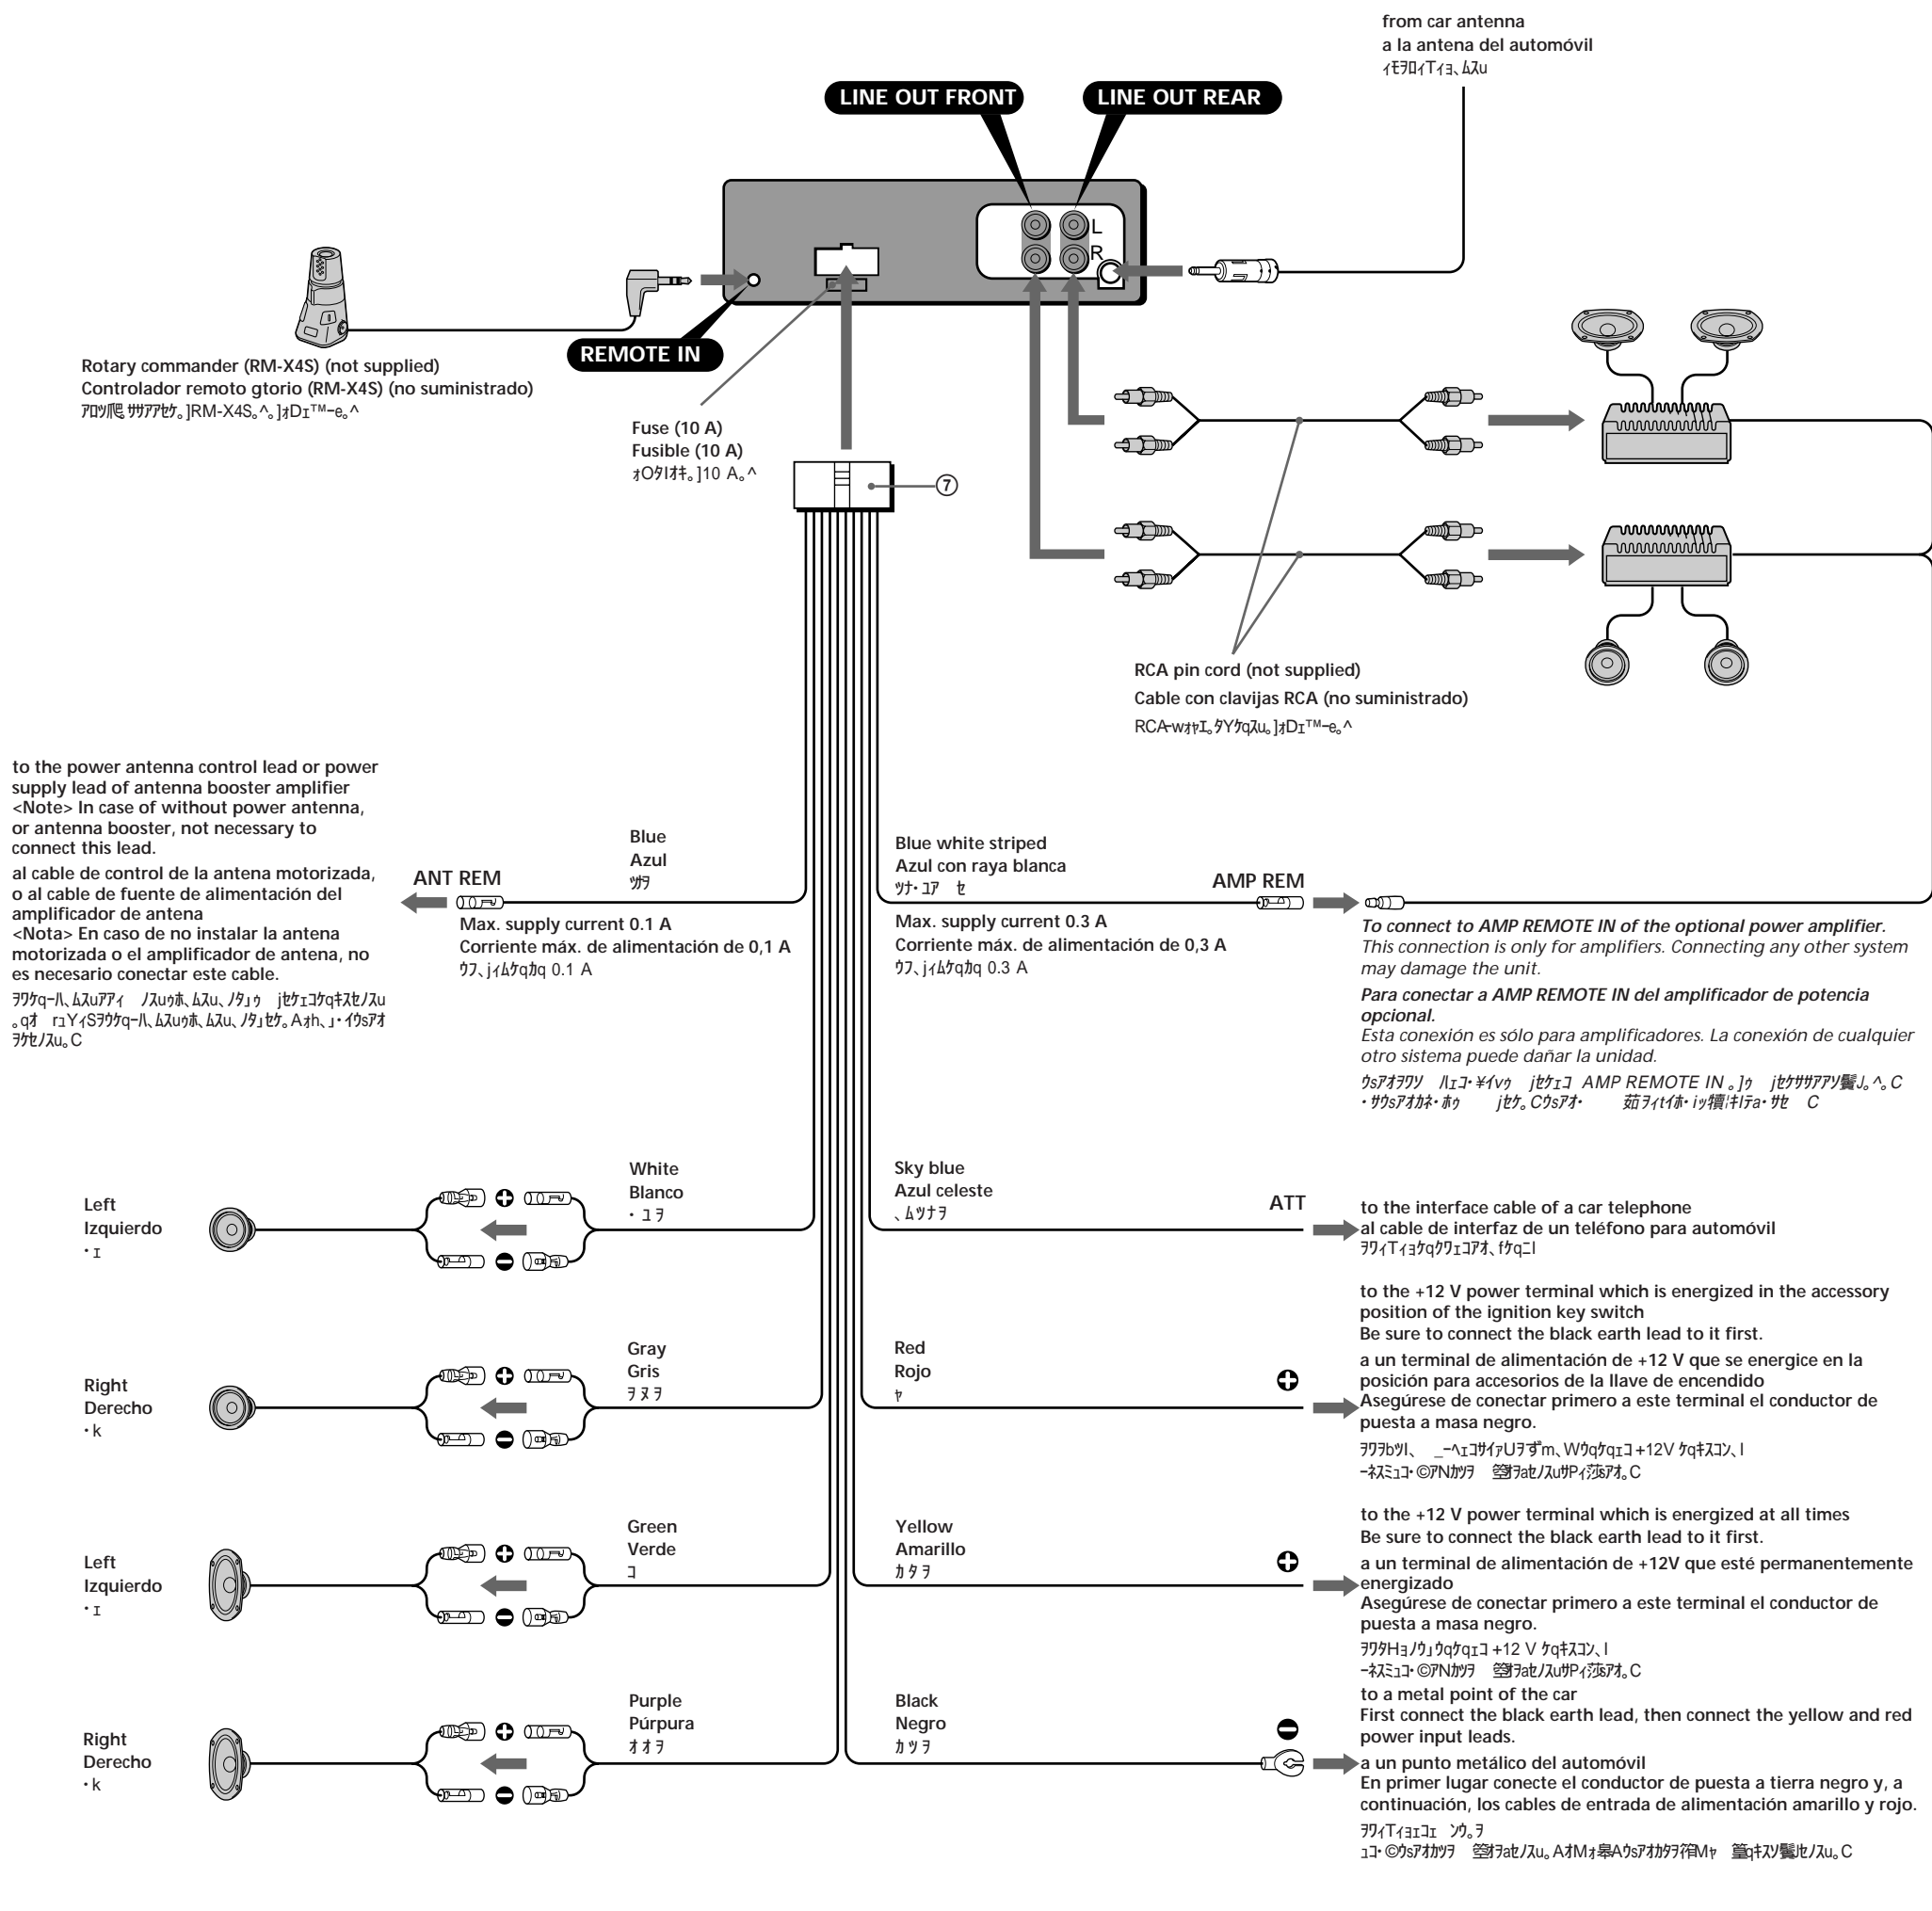 from car antenna
a la antena del automóvil
LINE OUT FRONT
LINE OUT REAR
L
R
REMOTE IN
Rotary commander (RM-X4S) (not supplied)
Controlador remoto gtorio (RM-X4S) (no suministrado)
Fuse (10 A)
Fusible (10 A)
7
RCA pin cord (not supplied)
Cable con clavijas RCA (no suministrado)
to the power antenna control lead or power
supply lead of antenna booster amplifier
<Note> In case of without power antenna,
or antenna booster, not necessary to
connect this lead.
al cable de control de la antena motorizada,
o al cable de fuente de alimentación del
amplificador de antena
<Nota> En caso de no instalar la antena
motorizada o el amplificador de antena, no
es necesario conectar este cable.
ANT REM
Blue
Azul
Max. supply current 0.1 A
Corriente máx. de alimentación de 0,1 A
0.1 A
Blue white striped
Azul con raya blanca
AMP REM
Max. supply current 0.3 A
Corriente máx. de alimentación de 0,3 A
0.3 A
To connect to AMP REMOTE IN of the optional power amplifier.
This connection is only for amplifiers. Connecting any other system
may damage the unit.
Para conectar a AMP REMOTE IN del amplificador de potencia
opcional.
Esta conexión es sólo para amplificadores. La conexión de cualquier
otro sistema puede dañar la unidad.
AMP REMOTE IN
Left
Izquierdo
White
Blanco
Sky blue
Azul celeste
ATT
to the interface cable of a car telephone
al cable de interfaz de un teléfono para automóvil
Right
Derecho
Gray
Gris
Red
Rojo
to the +12 V power terminal which is energized in the accessory
position of the ignition key switch
Be sure to connect the black earth lead to it first.
a un terminal de alimentación de +12 V que se energice en la
posición para accesorios de la llave de encendido
Asegúrese de conectar primero a este terminal el conductor de
puesta a masa negro.
+12V
Left
Izquierdo
Green
Verde
Yellow
Amarillo
to the +12 V power terminal which is energized at all times
Be sure to connect the black earth lead to it first.
a un terminal de alimentación de +12V que esté permanentemente
energizado
Asegúrese de conectar primero a este terminal el conductor de
puesta a masa negro.
+12 V
Right
Derecho
Purple
Púrpura
Black
Negro
to a metal point of the car
First connect the black earth lead, then connect the yellow and red
power input leads.
a un punto metálico del automóvil
En primer lugar conecte el conductor de puesta a tierra negro y, a
continuación, los cables de entrada de alimentación amarillo y rojo.